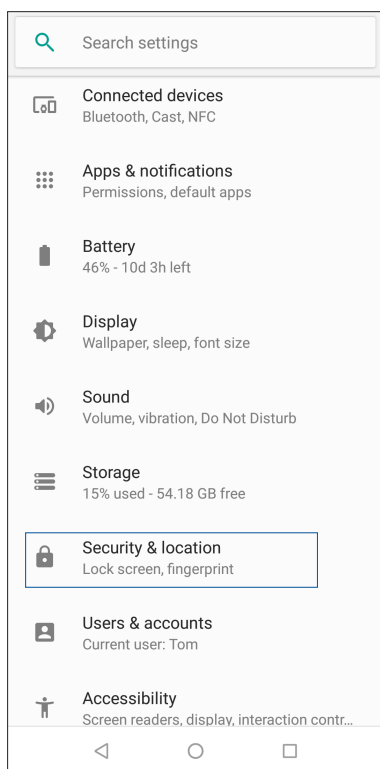 Search settings
Connected devices
Bluetooth, Cast, NFC
Apps & notifications
Permissions, default apps
Battery
46% - 10d 3h left
Display
Wallpaper, sleep, font size
Sound
Volume, vibration, Do Not Disturb
Storage
15% used - 54.18 GB free
Security & location
Lock screen, fingerprint
Users & accounts
Current user: Tom
Accessibility
Screen readers, display, interaction contr...